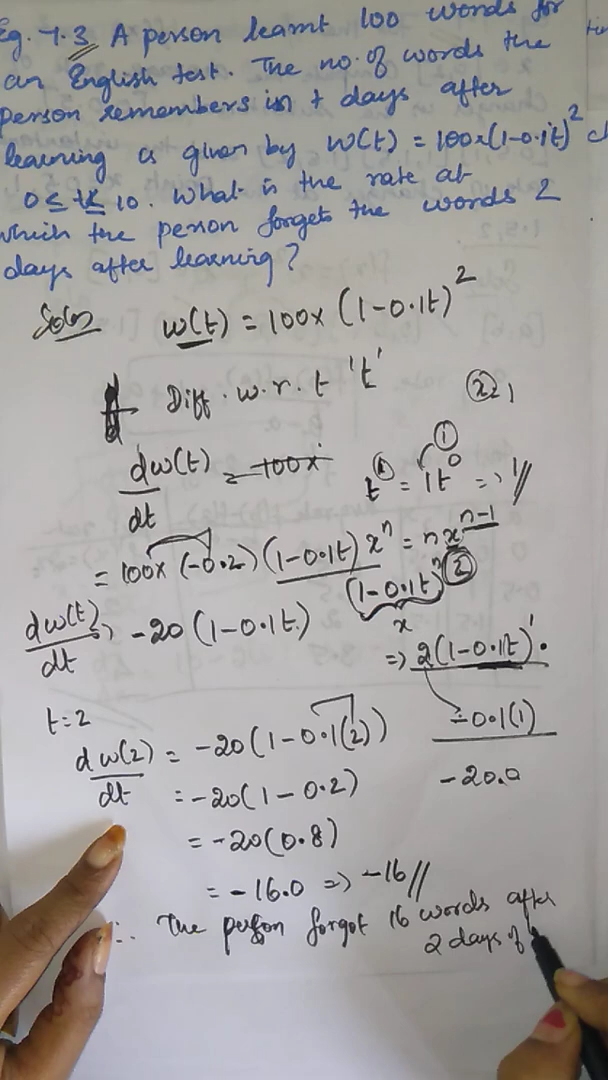 Eg. 7.3 A person learnt 100 words for
an English test. The no. of words the
person remembers in t days after
learning is given by w(t) = 100x(1-0.1t)²
0 ≤ t ≤ 10. What is the rate at
which the person forgets the words 2
days after learning?
Soln w(t) = 100x (1-0.1t)²
Diff. w.r.t 't'
dw(t)/dt = 100x
t = 1t⁰ => 1//
= 100x (-0.2) (1-0.1t)
xⁿ = nxⁿ⁻¹
(1-0.1t)²
x
dw(t)/dt => -20 (1-0.1t)
=> 2(1-0.1t)¹ ·
-0.1(1)
-20.0
t=2
dw(2)/dt = -20(1-0.1(2))
= -20(1-0.2)
= -20(0.8)
= -16.0 => -16//
∴ The person forgot 16 words after
2 days of